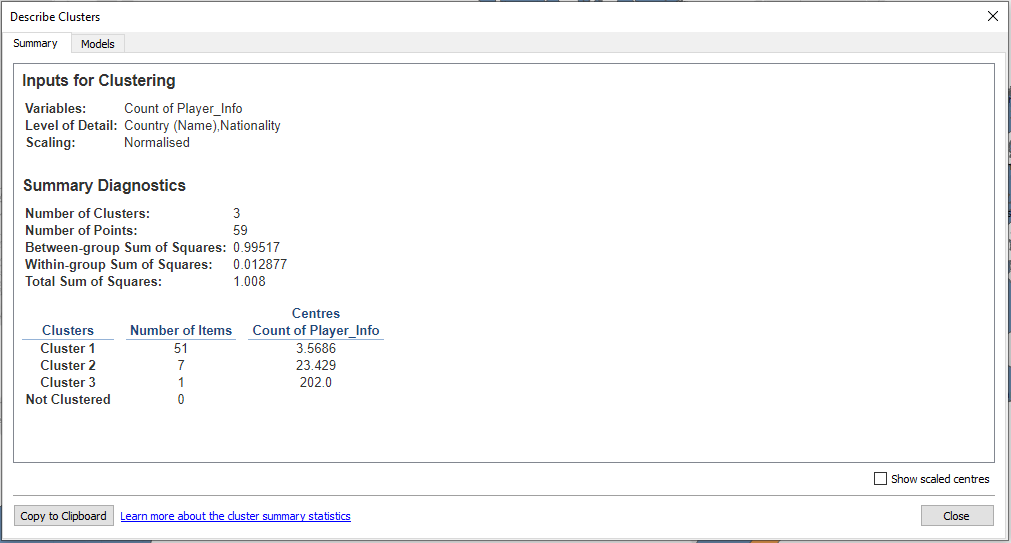 Describe Clusters
Summary Models
Inputs for Clustering
Variables: Count of Player_Info
Level of Detail: Country (Name),Nationality
Scaling: Normalised
Summary Diagnostics
Number of Clusters: 3
Number of Points: 59
Between-group Sum of Squares: 0.99517
Within-group Sum of Squares: 0.012877
Total Sum of Squares: 1.008
Centres
Clusters Number of Items Count of Player_Info
Cluster 1 51 3.5686
Cluster 2 7 23.429
Cluster 3 1 202.0
Not Clustered 0
Show scaled centres
Copy to Clipboard Learn more about the cluster summary statistics Close